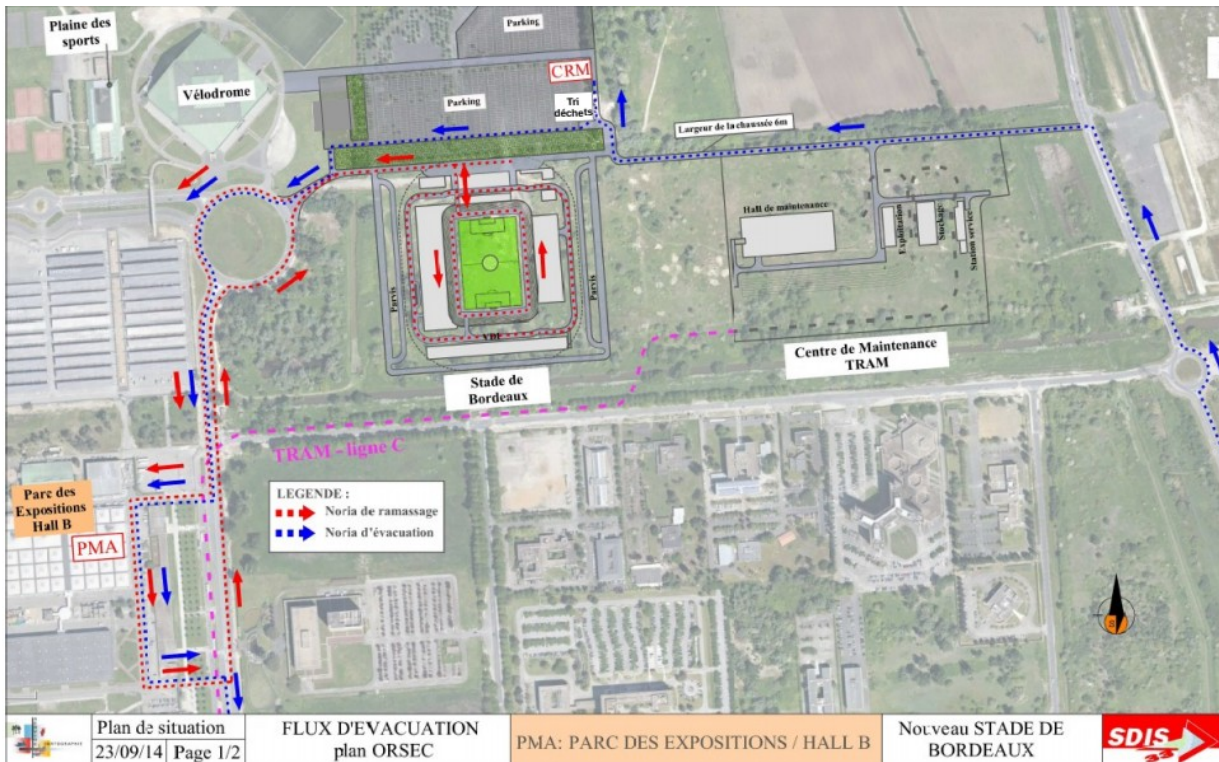 Plaine des
sports
Vélodrome
Parking
CRM
Parking
Tri
déchets
Largeur de la chaussée 6m
Hall de maintenance
Exploitation
Stockage
Station service
Parvis
Parvis
Stade de
Bordeaux
Centre de Maintenance
TRAM
TRAM - ligne C
Parc des
Expositions
Hall B
PMA
LEGENDE :
Noria de ramassage
Noria d'évacuation
Plan de situation
23/09/14 Page 1/2
FLUX D'EVACUATION
plan ORSEC
PMA: PARC DES EXPOSITIONS / HALL B
Nouveau STADE DE
BORDEAUX
SDIS
33